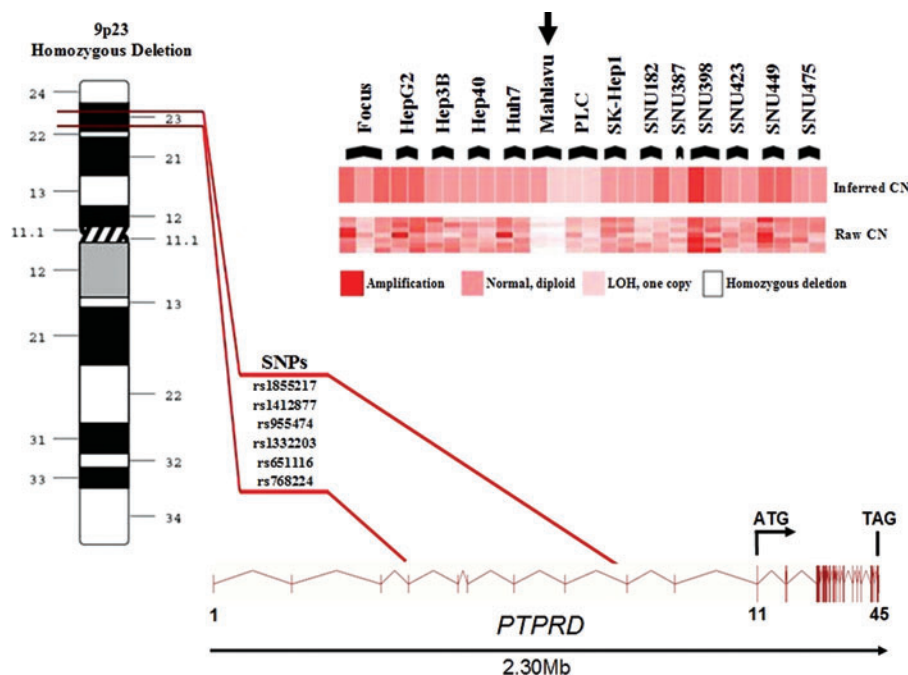 9p23
Homozygous Deletion
24
23
22
21
13
12
11.1
11.1
12
13
21
22
31
32
33
34
Focus
HepG2
Hep3B
Hep40
Huh7
Mahlavu
PLC
SK-Hep1
SNU182
SNU387
SNU398
SNU423
SNU449
SNU475
Inferred CN
Raw CN
Amplification
Normal, diploid
LOH, one copy
Homozygous deletion
SNPs
rs1855217
rs1412877
rs955474
rs1332203
rs651116
rs768224
ATG
TAG
1
11
45
PTPRD
2.30Mb